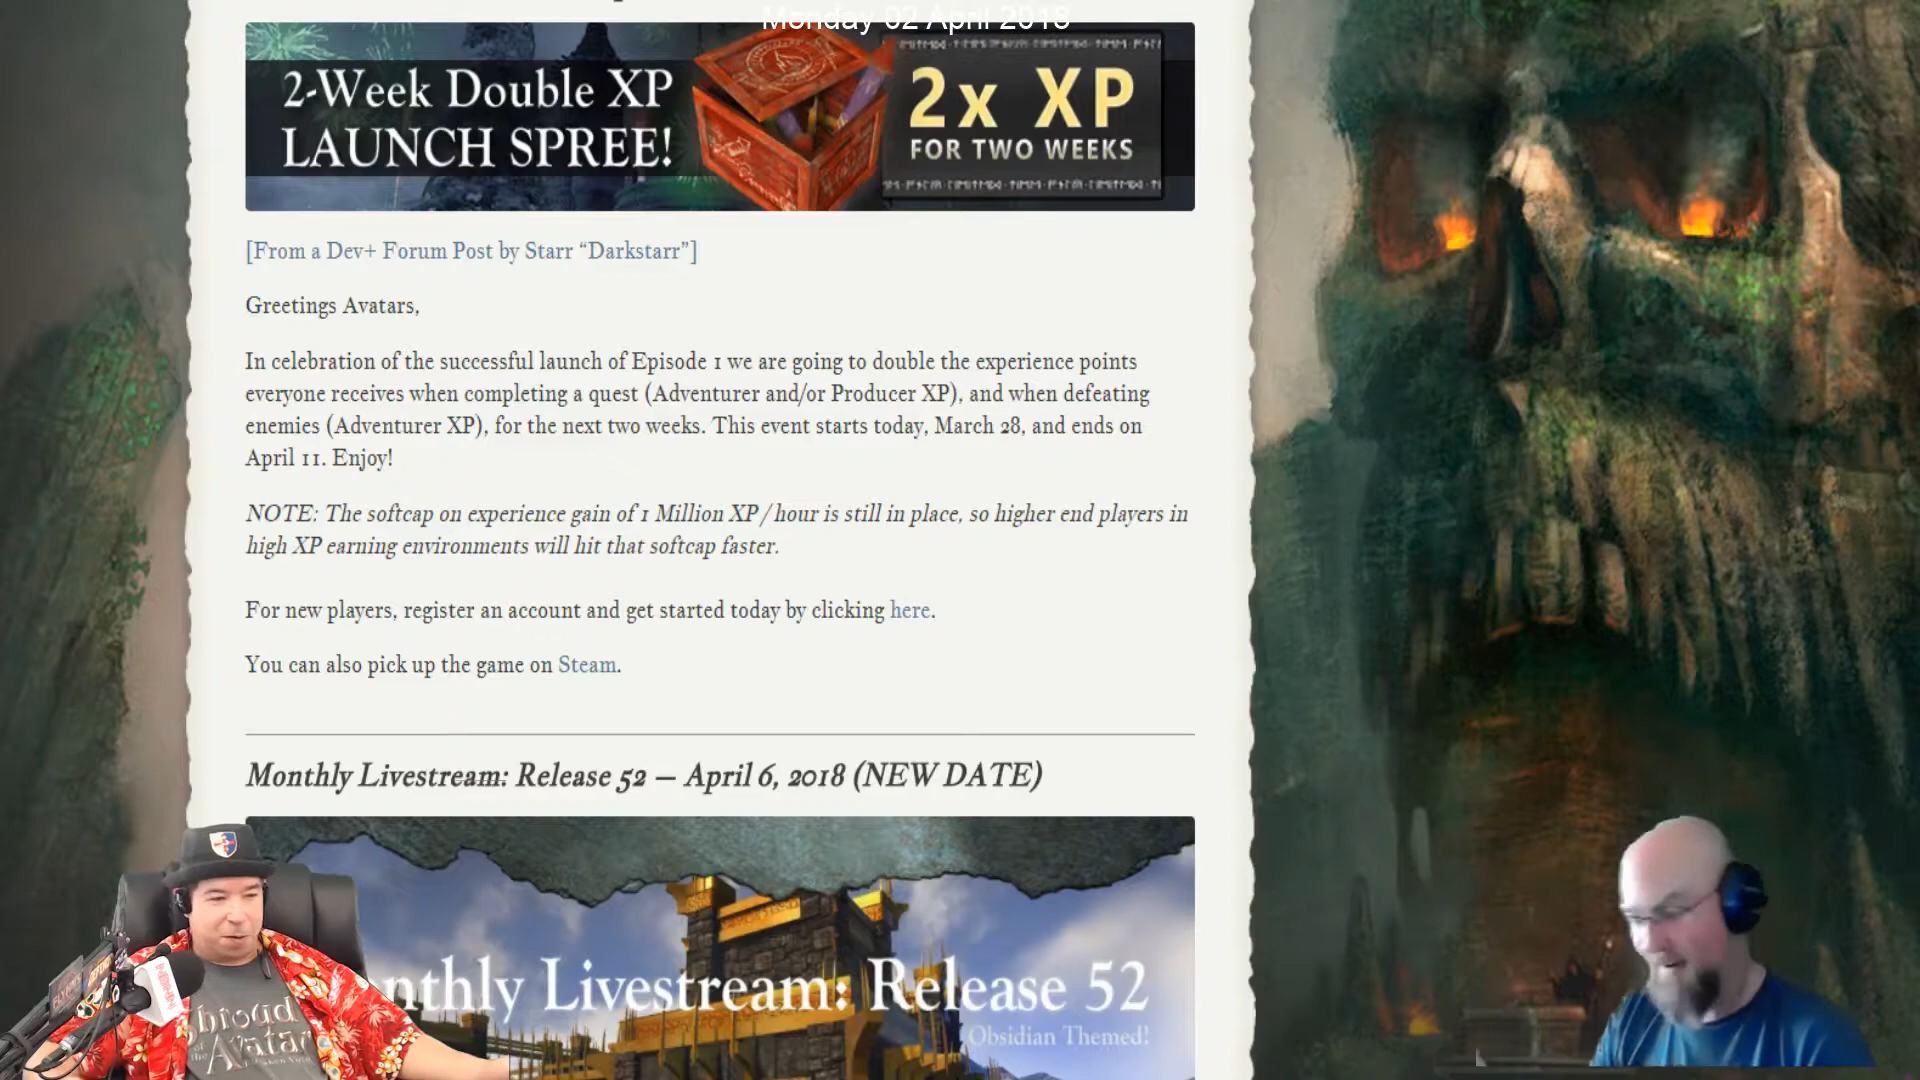 Monday 02 April 2018
2-Week Double XP
LAUNCH SPREE!
2x XP
FOR TWO WEEKS
[From a Dev+ Forum Post by Starr “Darkstarr”]
Greetings Avatars,
In celebration of the successful launch of Episode 1 we are going to double the experience points
everyone receives when completing a quest (Adventurer and/or Producer XP), and when defeating
enemies (Adventurer XP), for the next two weeks. This event starts today, March 28, and ends on
April 11. Enjoy!
NOTE: The softcap on experience gain of 1 Million XP/hour is still in place, so higher end players in
high XP earning environments will hit that softcap faster.
For new players, register an account and get started today by clicking here.
You can also pick up the game on Steam.
Monthly Livestream: Release 52 – April 6, 2018 (NEW DATE)
nthly Livestream: Release 52
Obsidian Themed!
Shroud
of the
Avatar